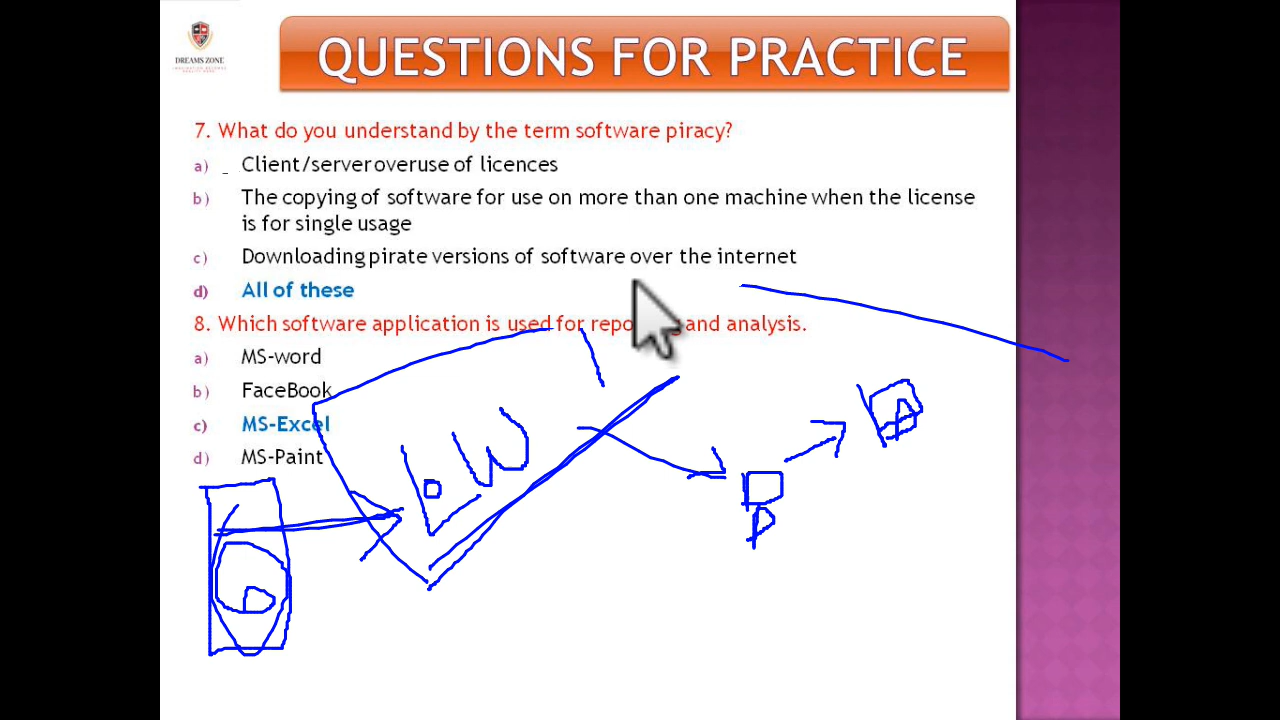 DREAMS ZONE
QUESTIONS FOR PRACTICE
7. What do you understand by the term software piracy?
a) Client/server overuse of licences
b) The copying of software for use on more than one machine when the license
is for single usage
c) Downloading pirate versions of software over the internet
d) All of these
8. Which software application is used for and analysis.
a) MS-word
b) FaceBook
c) MS-Excel
d) MS-Paint
W
A
P